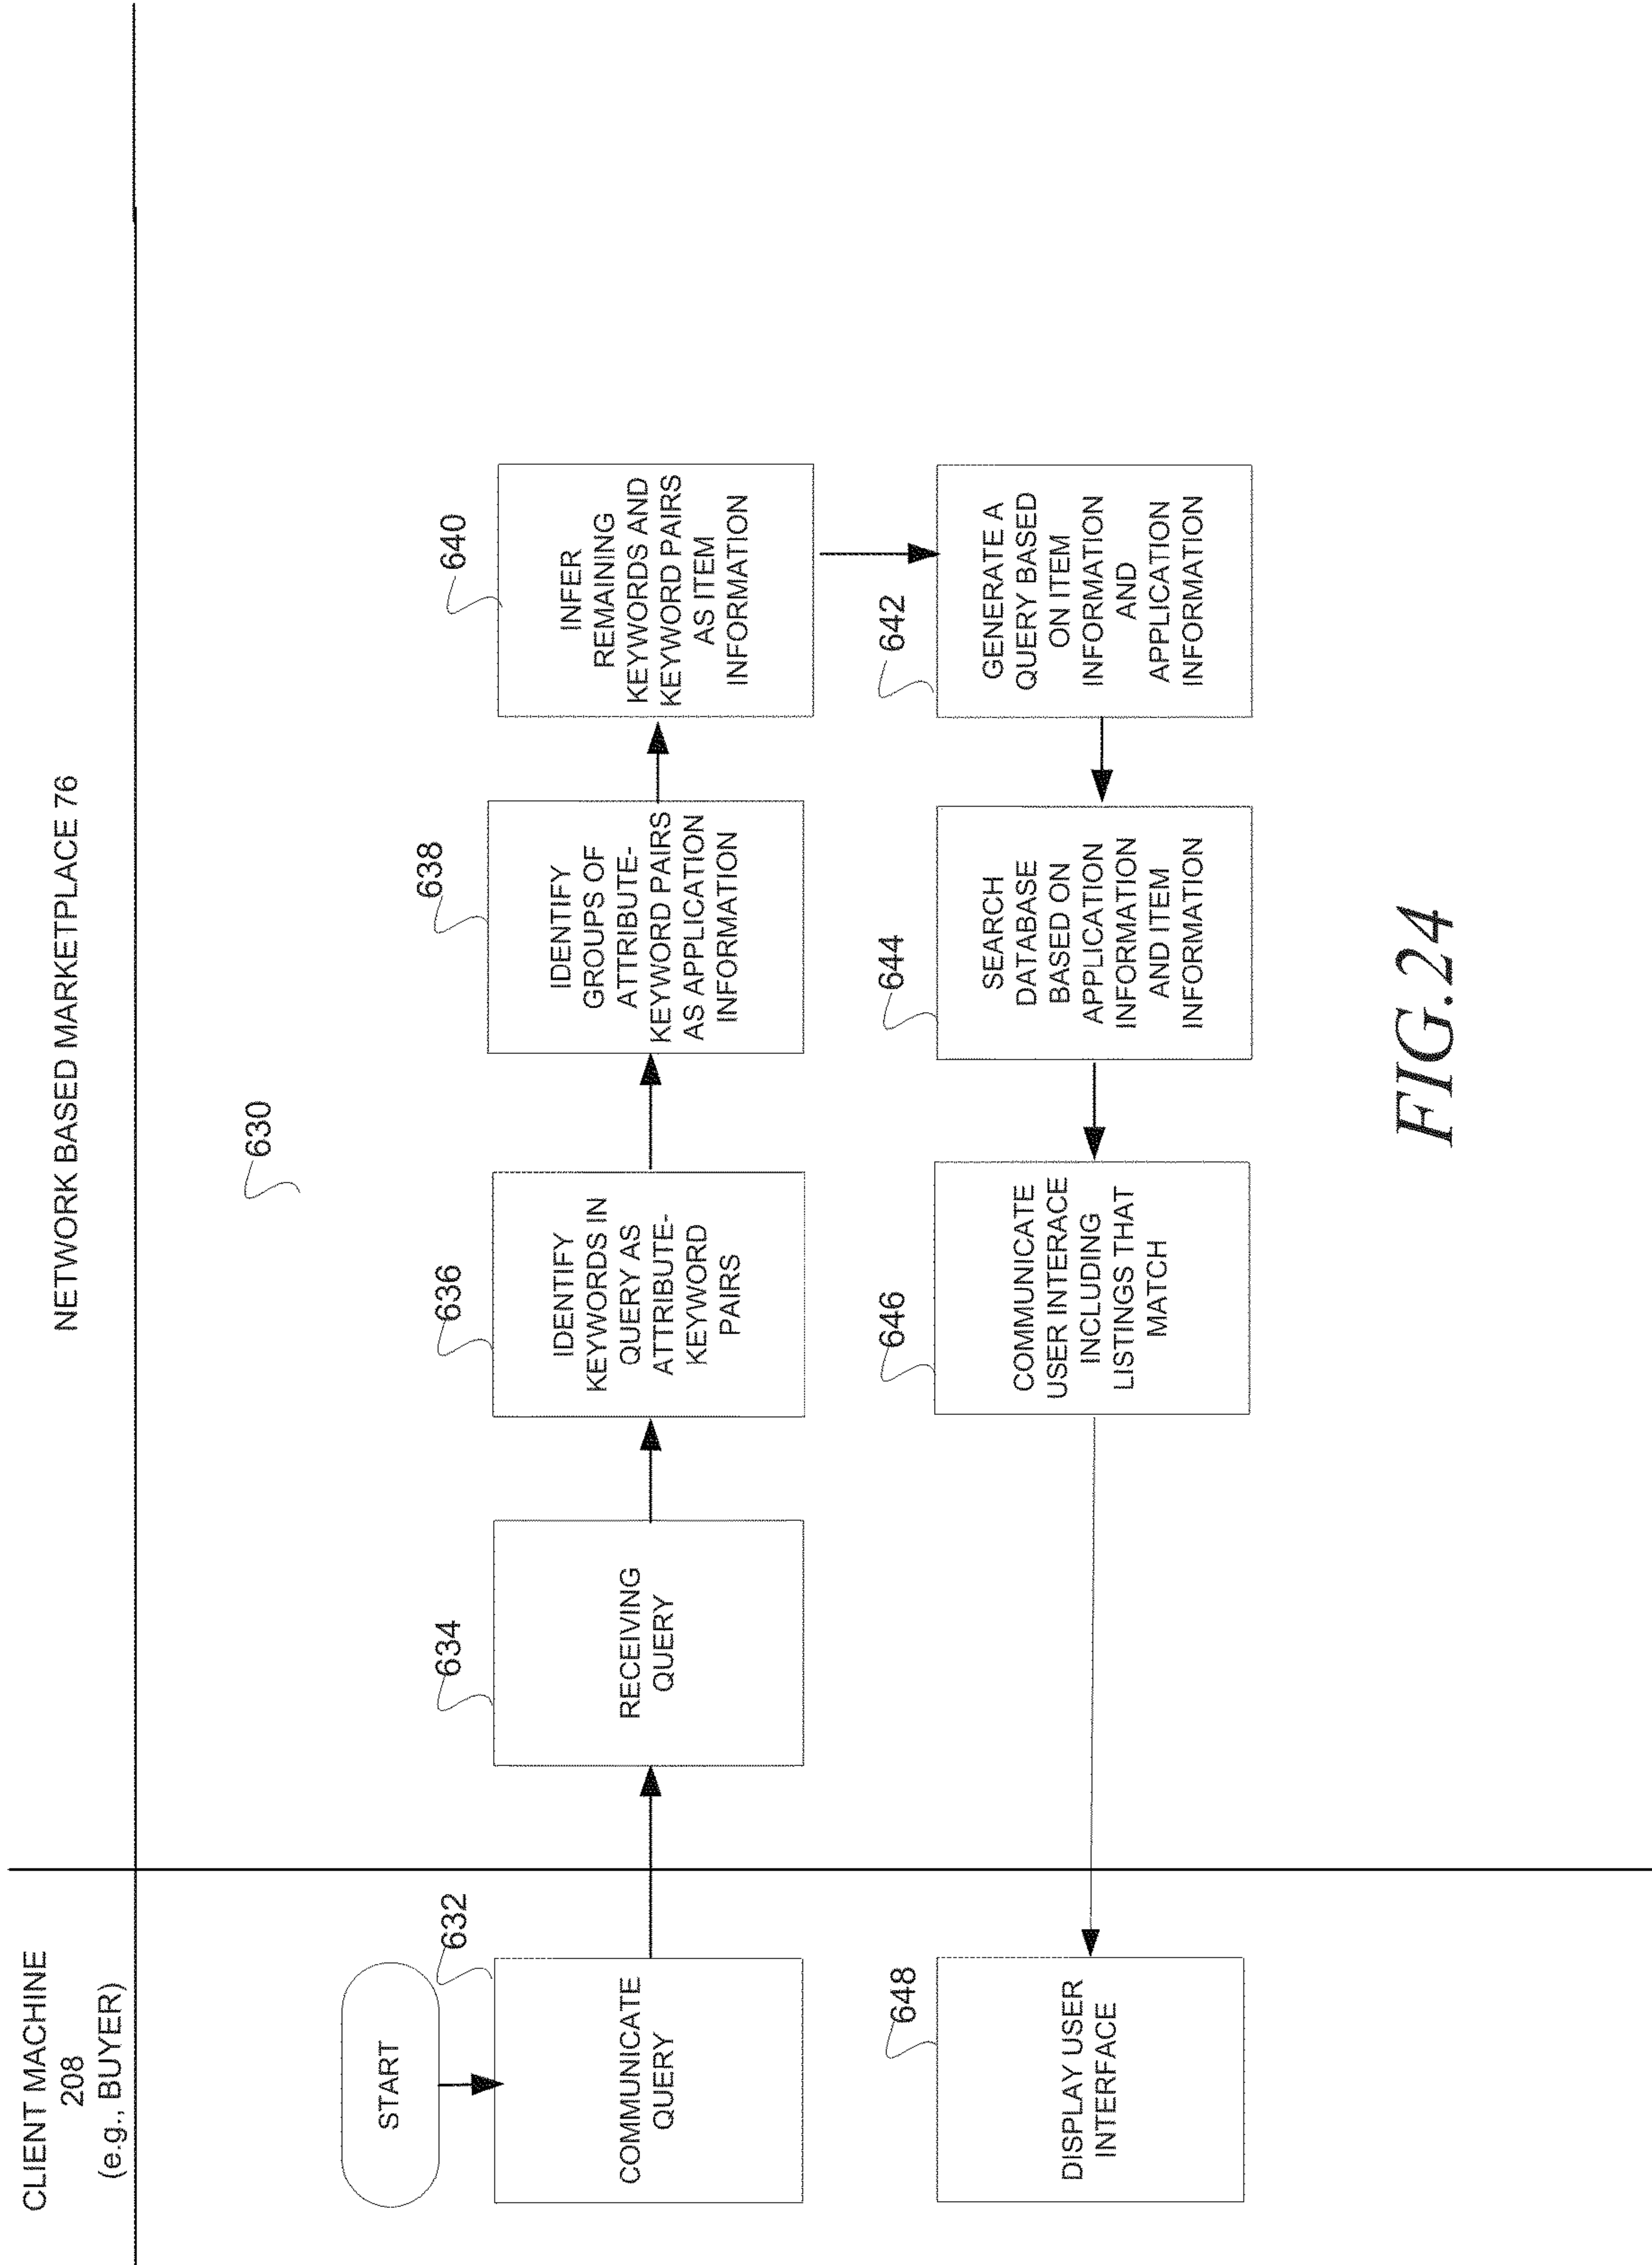 CLIENT MACHINE
208
(e.g., BUYER)
NETWORK BASED MARKETPLACE 76
630
START
632
COMMUNICATE
QUERY
634
RECEIVING
QUERY
636
IDENTIFY
KEYWORDS IN
QUERY AS
ATTRIBUTE-
KEYWORD
PAIRS
638
IDENTIFY
GROUPS OF
ATTRIBUTE-
KEYWORD PAIRS
AS APPLICATION
INFORMATION
640
INFER
REMAINING
KEYWORDS AND
KEYWORD PAIRS
AS ITEM
INFORMATION
642
GENERATE A
QUERY BASED
ON ITEM
INFORMATION
AND
APPLICATION
INFORMATION
644
SEARCH
DATABASE
BASED ON
APPLICATION
INFORMATION
AND ITEM
INFORMATION
646
COMMUNICATE
USER INTERACE
INCLUDING
LISTINGS THAT
MATCH
648
DISPLAY USER
INTERFACE
FIG.24